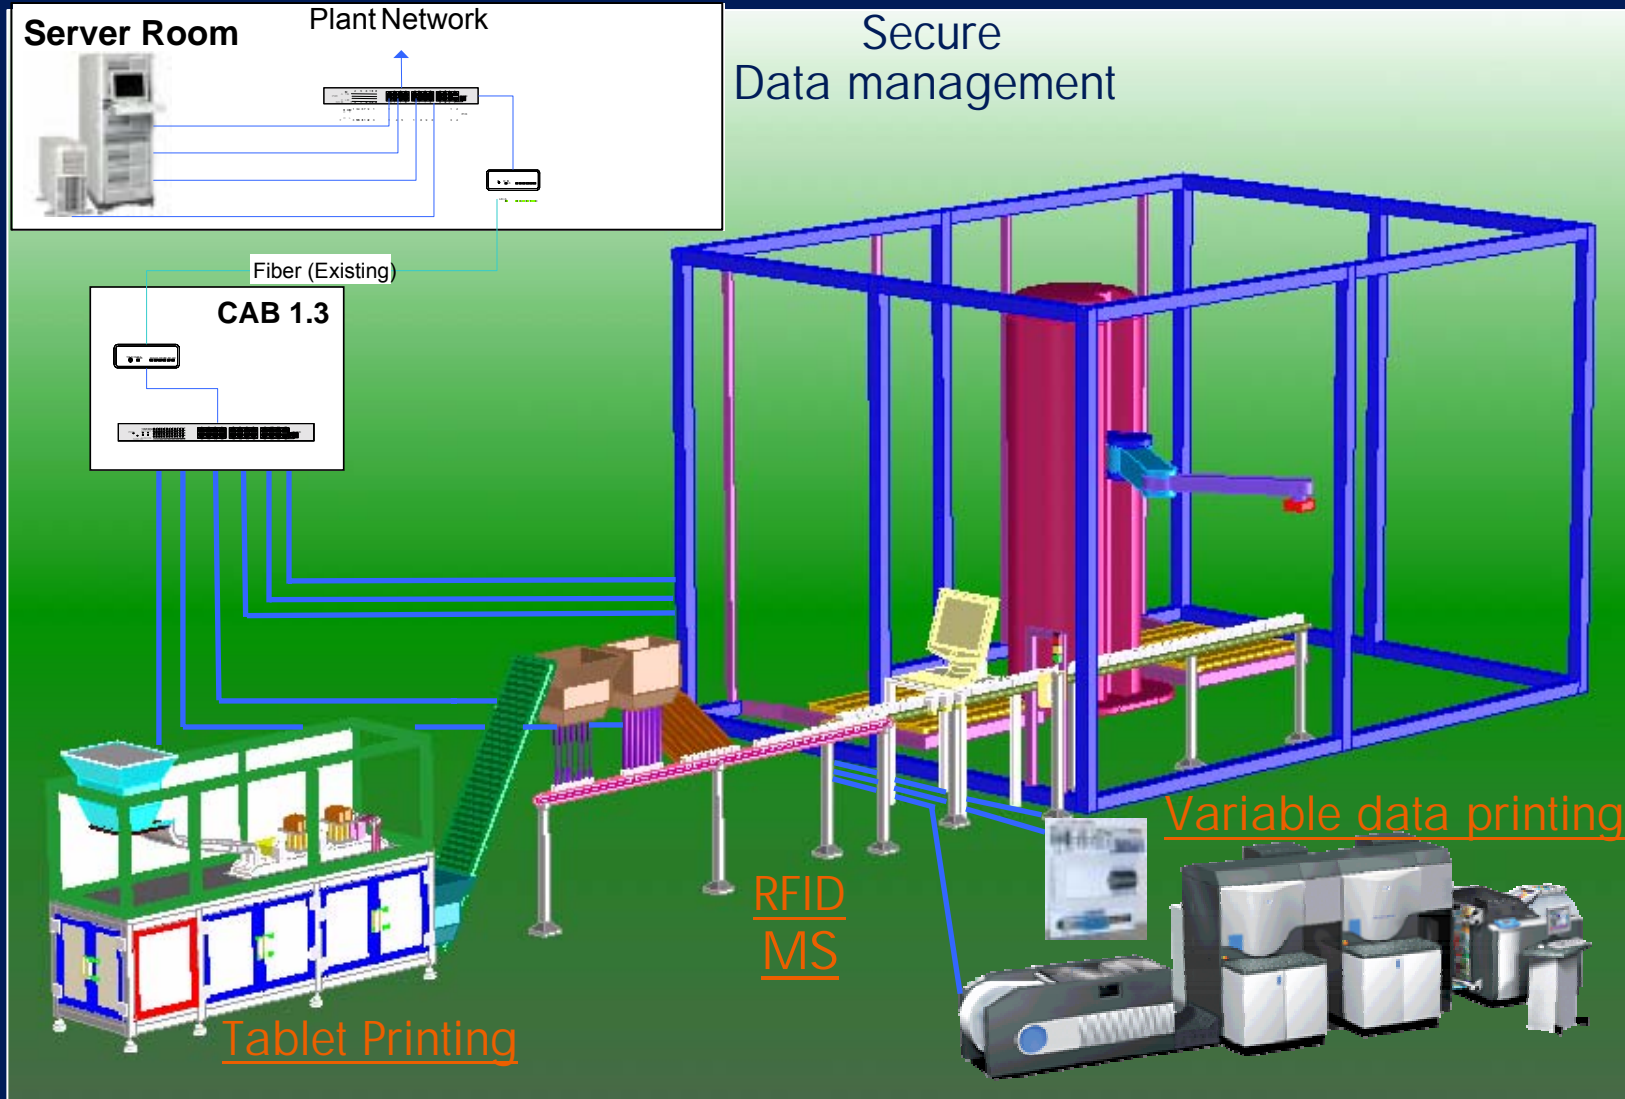 Server Room
Plant Network
Secure
Data management
Fiber (Existing)
CAB 1.3
Variable data printing
RFID
MS
Tablet Printing